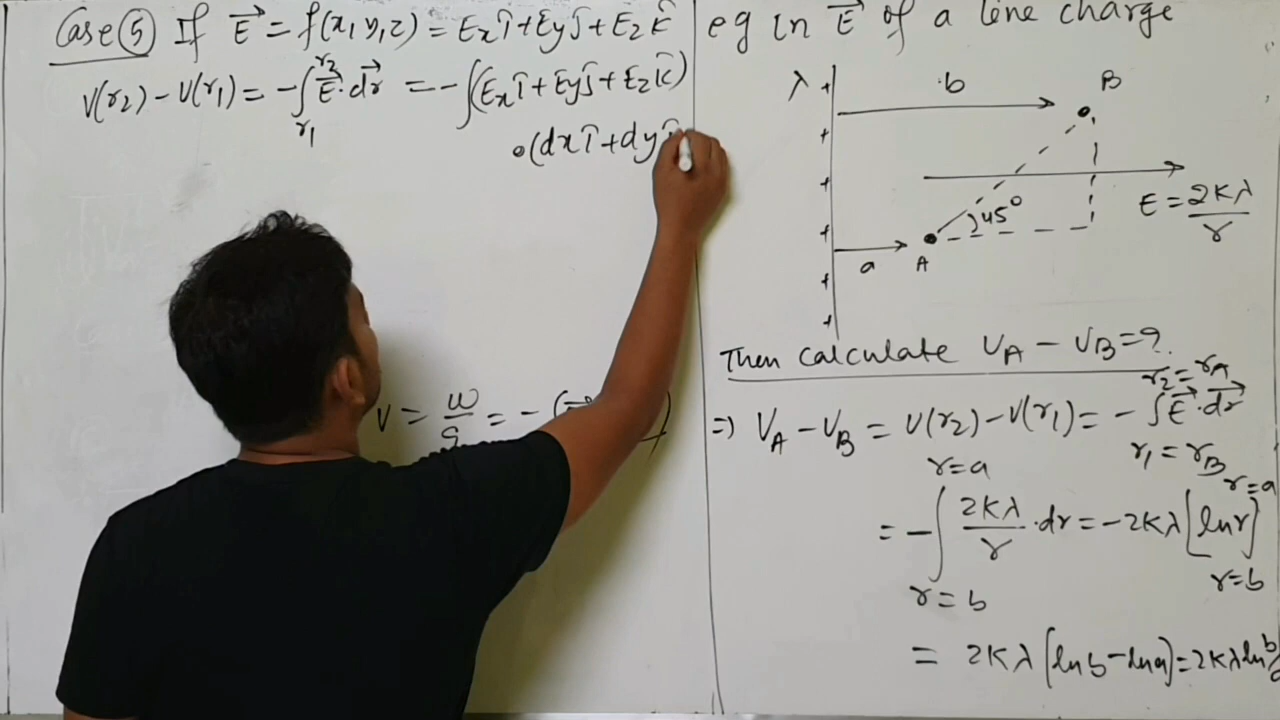 Case ⑤ If E⃗ = f(x, y, z) = Exî + Eyĵ + Ezk̂
V(r2) - V(r1) = - ∫ E⃗ · dr⃗ = - ∫(Exî + Eyĵ + Ezk̂)
r2
r1
•(dxî + dy
V = w/q = - (
eg In E⃗ of a line charge
λ
+
b
B
+
+
E = 2Kλ/r
+
45°
a
A
+
+
Then calculate VA - VB = ?
r2 = rA
⇒ VA - VB = V(r2) - V(r1) = - ∫ E⃗ · dr⃗
r1 = rB
r = a
r = a
= - ∫ 2Kλ/r · dr = - 2Kλ [ln r]
r = b
r = b
= 2Kλ [ln b - ln a] = 2Kλ ln b/a